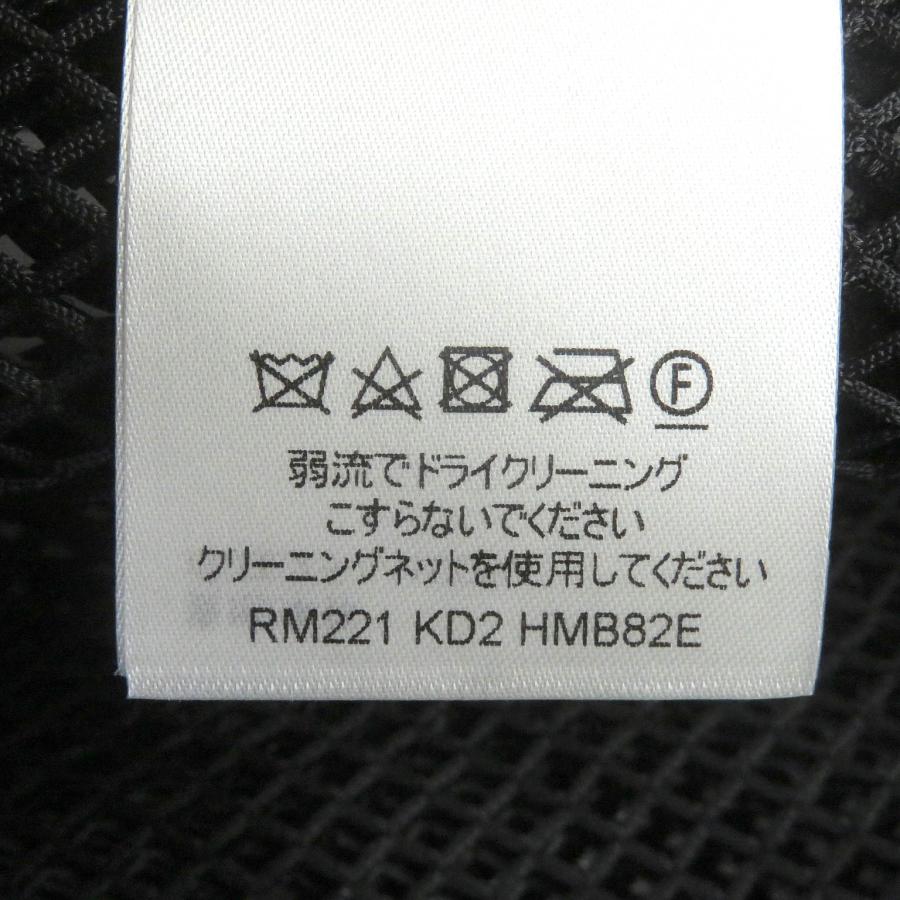 F
弱流でドライクリーニング
こすらないでください
クリーニングネットを使用してください
RM221 KD2 HMB82E